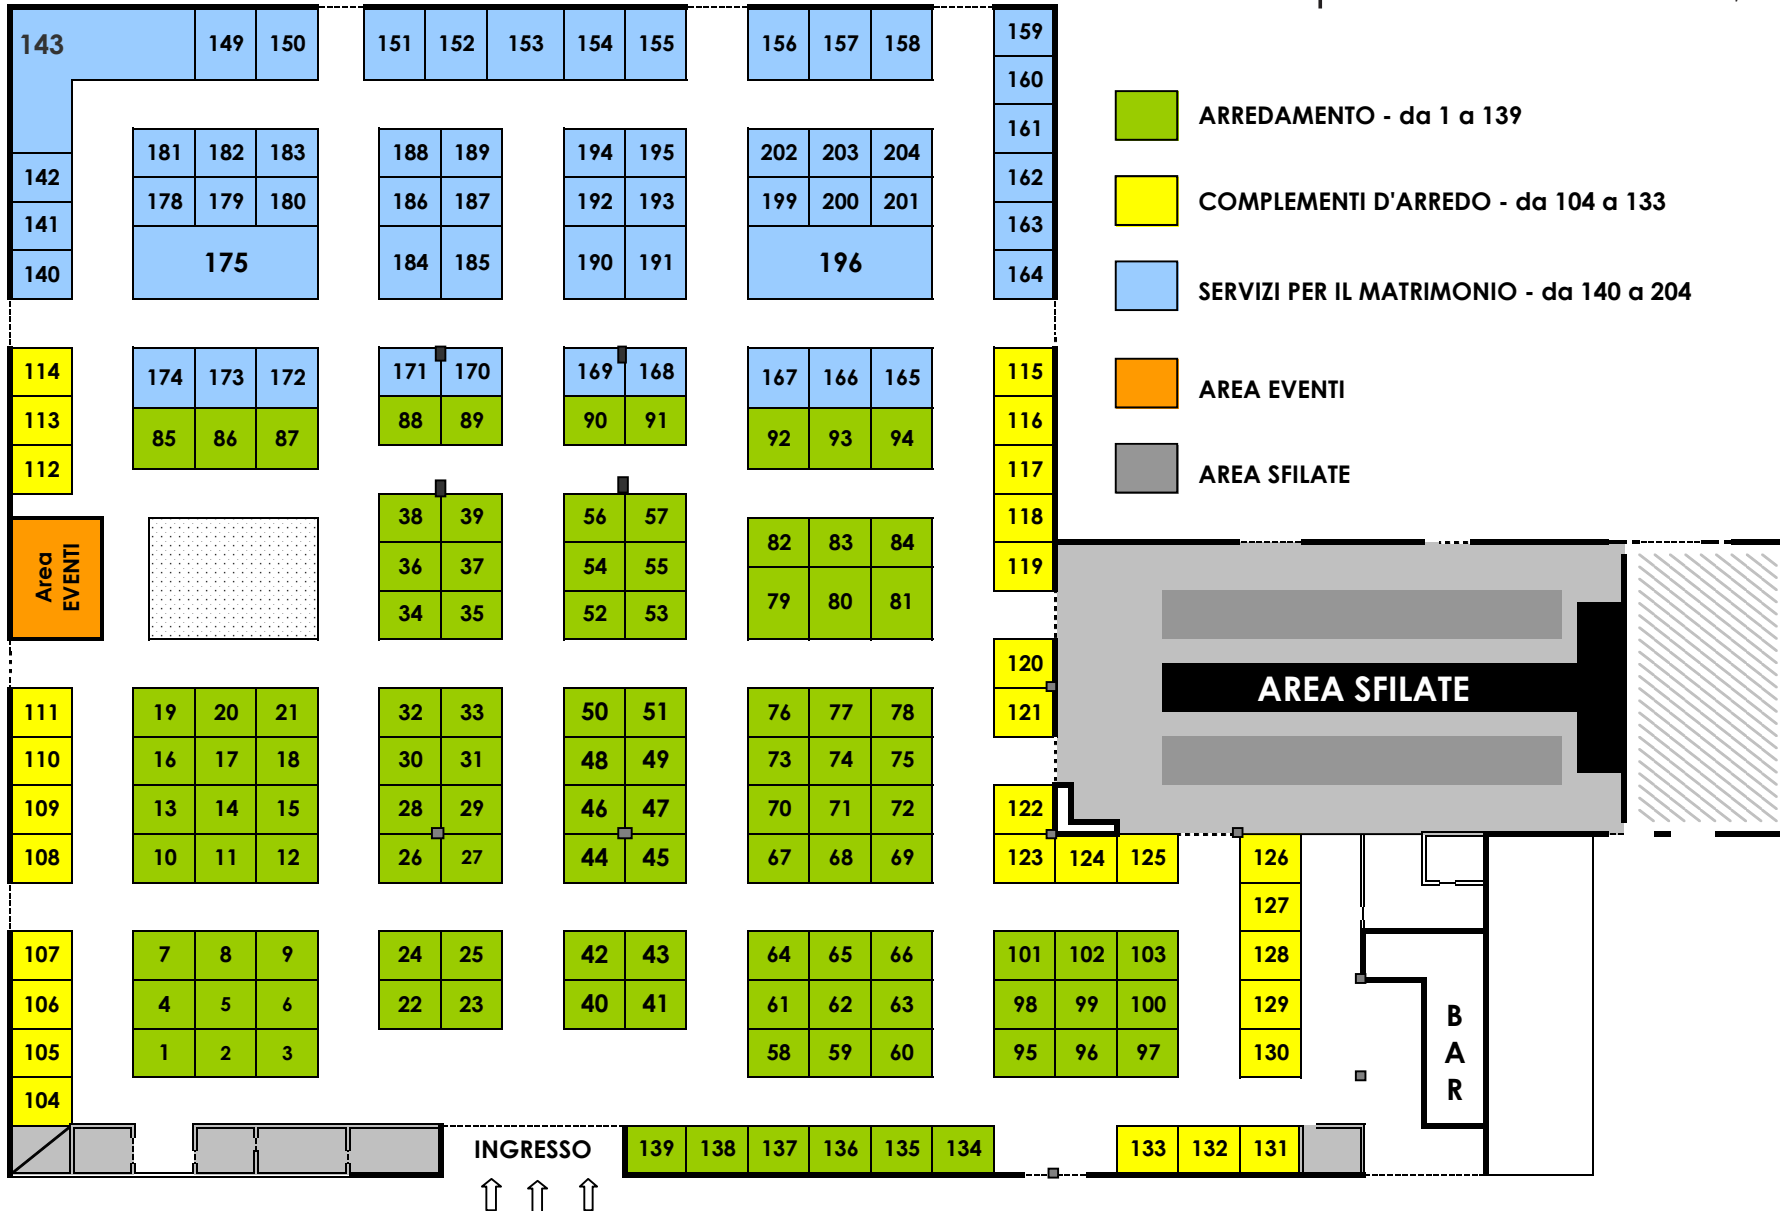 143 149 150 151 152 153 154 155 156 157 158 159
160
ARREDAMENTO - da 1 a 139
181 182 183 188 189 194 195 202 203 204 161
142 178 179 180 186 187 192 193 199 200 201 162
COMPLEMENTI D'ARREDO - da 104 a 133
141 163
140 175 184 185 190 191 196 164
SERVIZI PER IL MATRIMONIO - da 140 a 204
114 174 173 172 171 170 169 168 167 166 165 115
AREA EVENTI
113 85 86 87 88 89 90 91 92 93 94 116
112 117
AREA SFILATE
38 39 56 57 118
82 83 84
Area
EVENTI
36 37 54 55 119
34 35 52 53 79 80 81
120
AREA SFILATE
111 19 20 21 32 33 50 51 76 77 78 121
110 16 17 18 30 31 48 49 73 74 75
109 13 14 15 28 29 46 47 70 71 72 122
108 10 11 12 26 27 44 45 67 68 69 123 124 125 126
127
107 7 8 9 24 25 42 43 64 65 66 101 102 103 128
106 4 5 6 22 23 40 41 61 62 63 98 99 100 129
105 1 2 3 58 59 60 95 96 97 130
B
A
R
104
INGRESSO 139 138 137 136 135 134 133 132 131